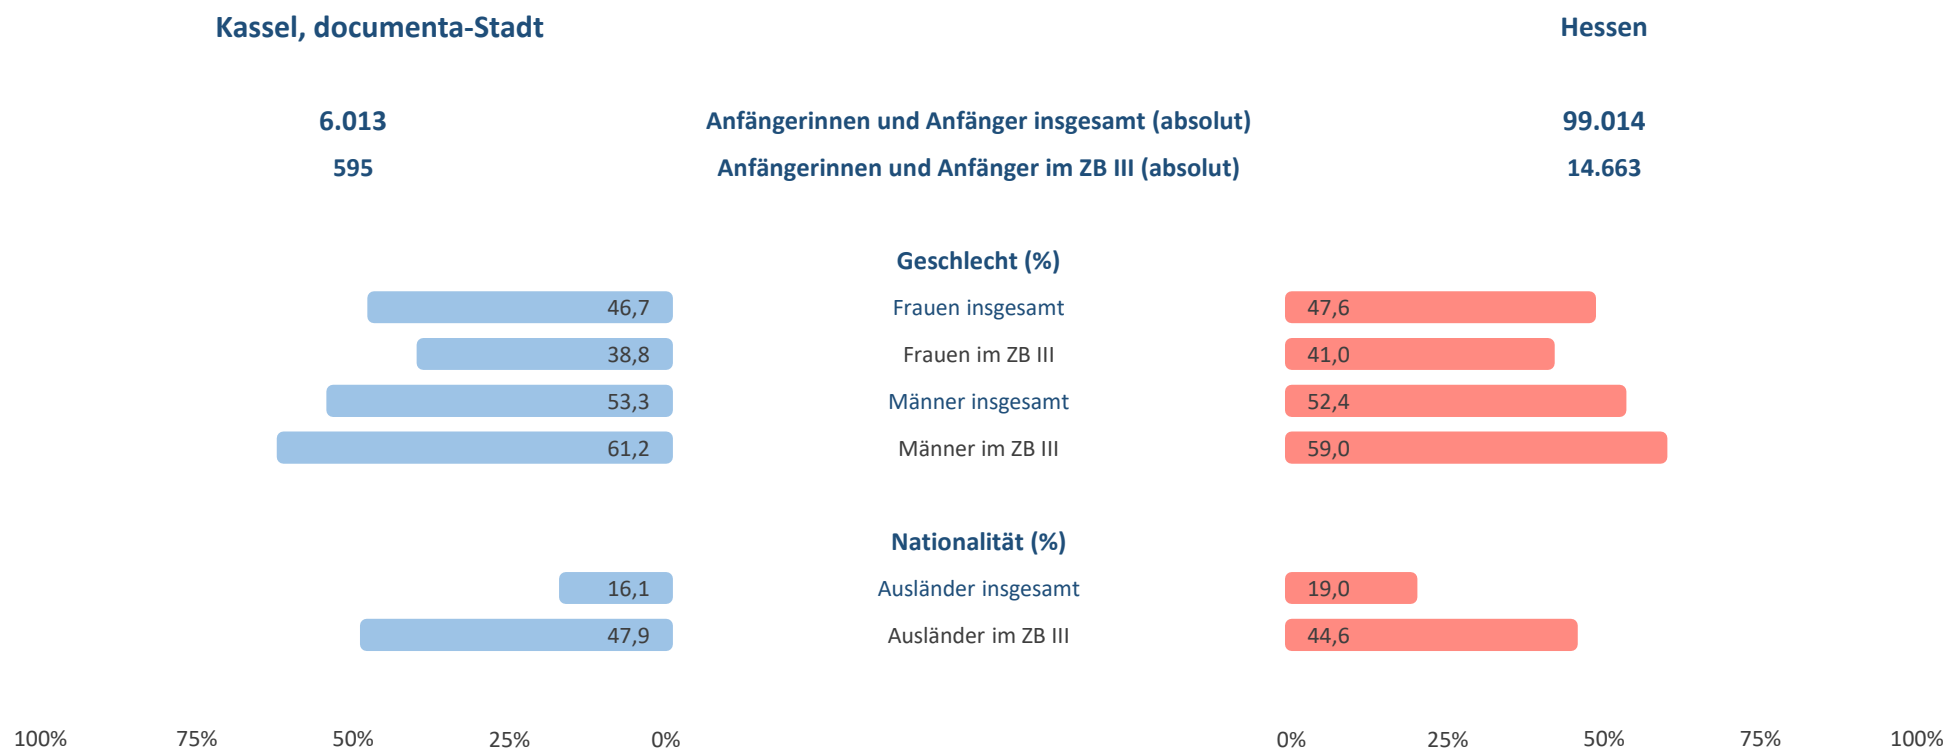 Kassel, documenta-Stadt Hessen
6.013 Anfängerinnen und Anfänger insgesamt (absolut) 99.014
595 Anfängerinnen und Anfänger im ZB III (absolut) 14.663
Geschlecht (%)
46,7 Frauen insgesamt 47,6
38,8 Frauen im ZB III 41,0
53,3 Männer insgesamt 52,4
61,2 Männer im ZB III 59,0
Nationalität (%)
16,1 Ausländer insgesamt 19,0
47,9 Ausländer im ZB III 44,6
100% 75% 50% 25% 0% 0% 25% 50% 75% 100%